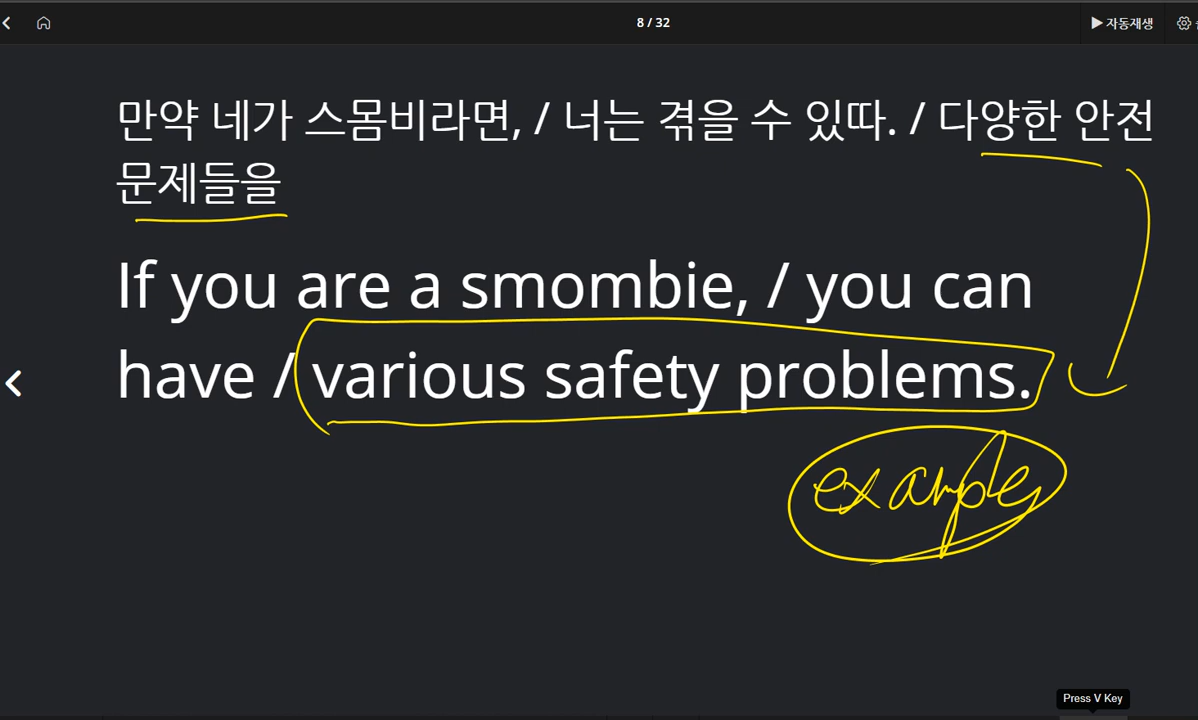 8 / 32
▶ 자동재생
만약 네가 스몸비라면, / 너는 겪을 수 있따. / 다양한 안전
문제들을
If you are a smombie, / you can
have / various safety problems.
examples
Press V Key